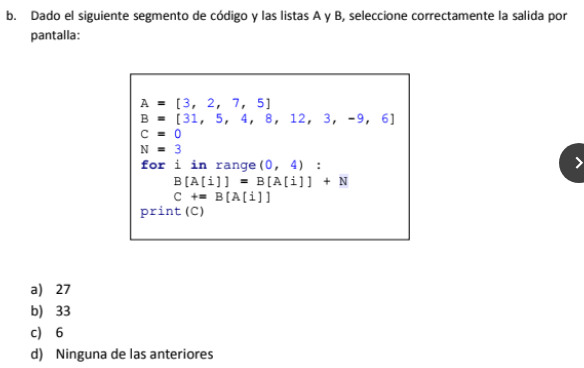 b. Dado el siguiente segmento de código y las listas A y B, seleccione correctamente la salida por
pantalla:
A = [3, 2, 7, 5]
B = [31, 5, 4, 8, 12, 3, -9, 6]
C = 0
N = 3
for i in range(0, 4) :
B[A[i]] = B[A[i]] + N
C += B[A[i]]
print(C)
a) 27
b) 33
c) 6
d) Ninguna de las anteriores